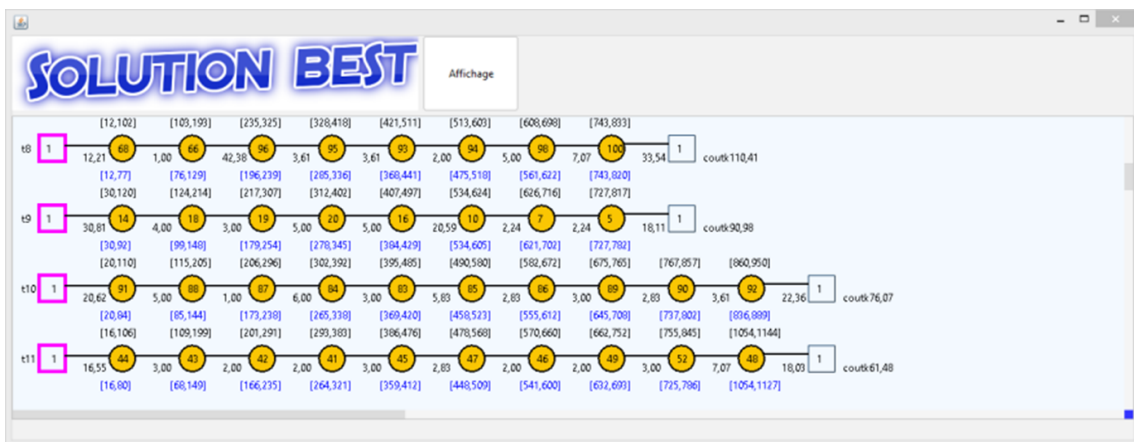 SOLUTION BEST
Affichage
[12,102] [103,193] [235,325] [328,418] [421,511] [513,603] [608,698] [743,833]
t8 1 12,21 68 1,00 66 42,38 96 3,61 95 3,61 93 2,00 94 5,00 98 7,07 100 33,54 1 coutk110,41
[12,77] [76,129] [196,239] [285,336] [368,441] [475,518] [561,622] [743,820]
[30,120] [124,214] [217,307] [312,402] [407,497] [534,624] [626,716] [727,817]
t9 1 30,81 14 4,00 18 3,00 19 5,00 20 5,00 16 20,59 10 2,24 7 2,24 5 18,11 1 coutk90,98
[30,92] [99,148] [179,254] [278,345] [384,429] [534,605] [621,702] [727,782]
[20,110] [115,205] [206,296] [302,392] [395,485] [490,580] [582,672] [675,765] [767,857] [860,950]
t10 1 20,62 91 5,00 88 1,00 87 6,00 84 3,00 83 5,83 85 2,83 86 3,00 89 2,83 90 3,61 92 22,36 1 coutk76,07
[20,84] [85,144] [173,238] [265,338] [369,420] [458,523] [555,612] [645,708] [737,802] [836,889]
[16,106] [109,199] [201,291] [293,383] [386,476] [478,568] [570,660] [662,752] [755,845] [1054,1144]
t11 1 16,55 44 3,00 43 2,00 42 2,00 41 3,00 45 2,83 47 2,00 46 2,00 49 3,00 52 7,07 48 18,03 1 coutk61,48
[16,80] [68,149] [166,235] [264,321] [359,412] [448,509] [541,600] [632,693] [725,786] [1054,1127]